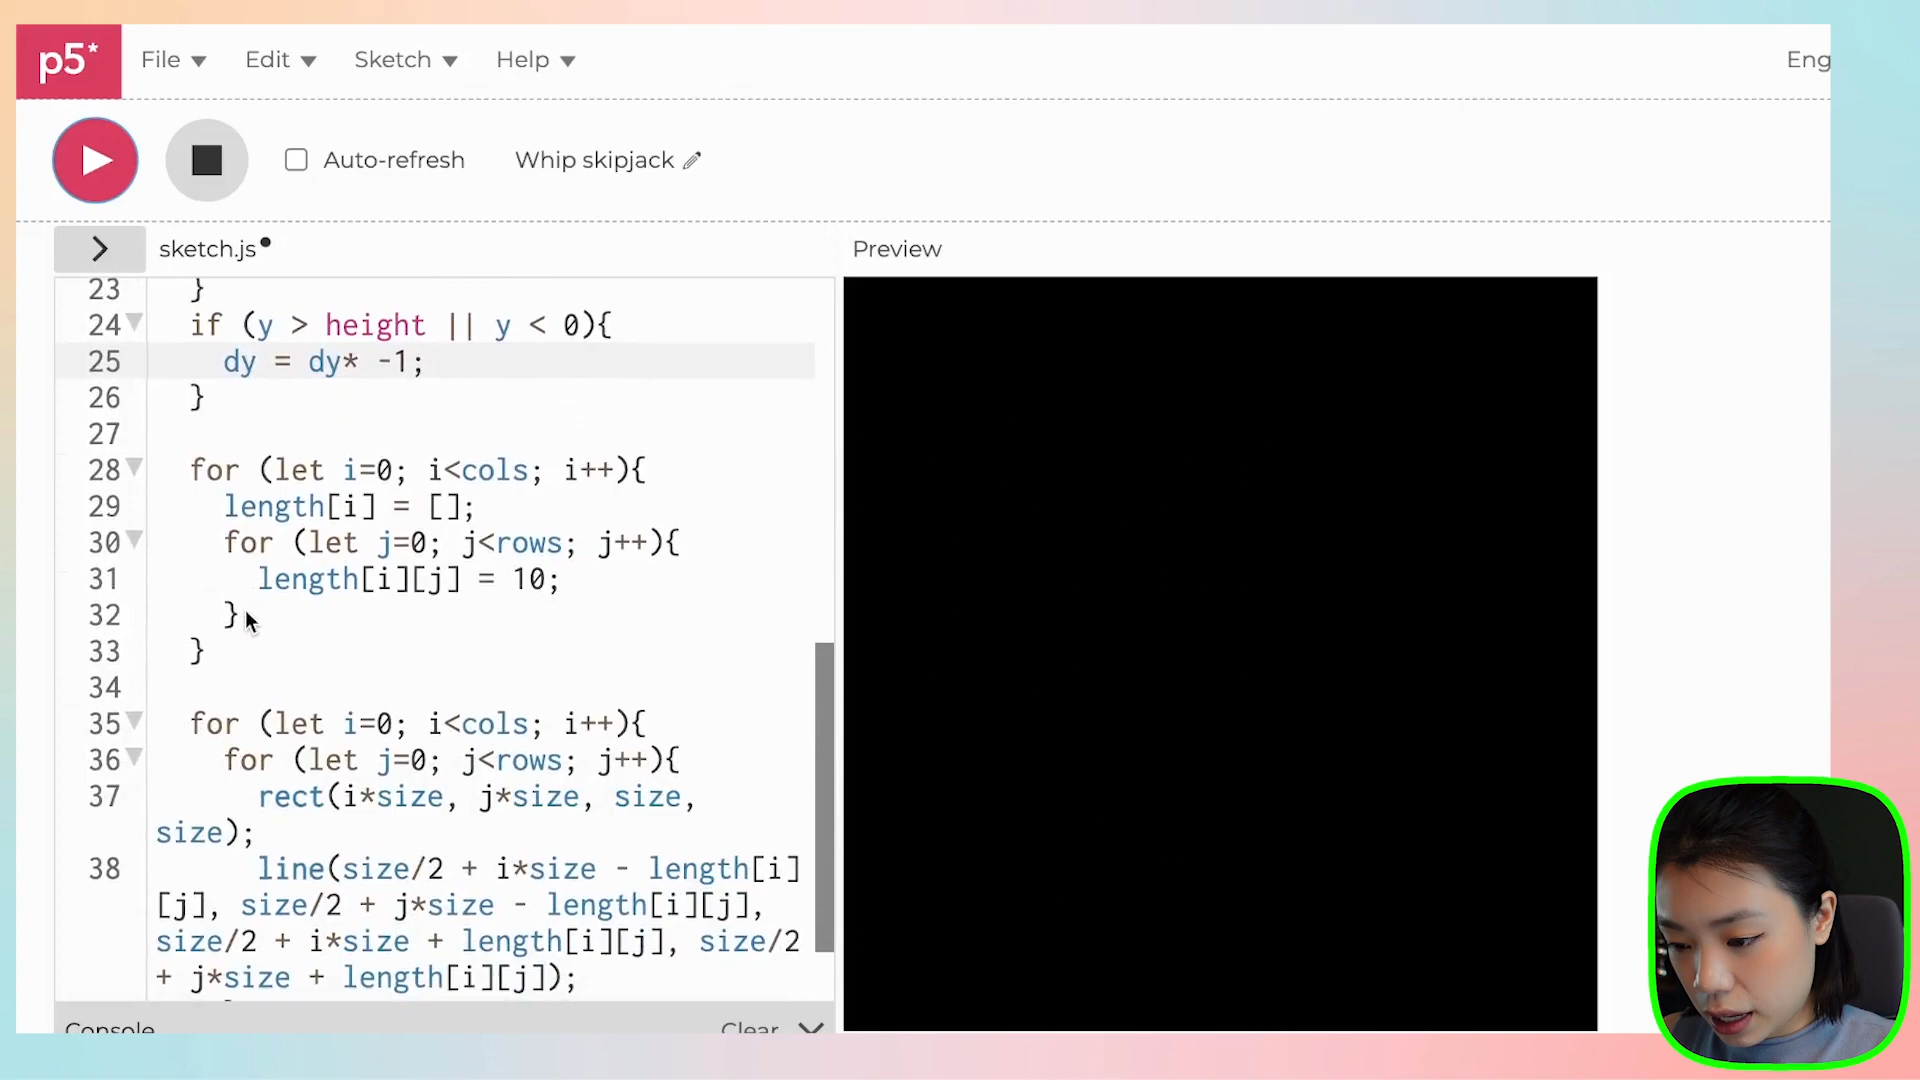 p5* File Edit Sketch Help Eng
Auto-refresh Whip skipjack
sketch.js Preview
23 }
24 if (y > height || y < 0){
25 dy = dy* -1;
26 }
27
28 for (let i=0; i<cols; i++){
29 length[i] = [];
30 for (let j=0; j<rows; j++){
31 length[i][j] = 10;
32 }
33 }
34
35 for (let i=0; i<cols; i++){
36 for (let j=0; j<rows; j++){
37 rect(i*size, j*size, size,
size);
38 line(size/2 + i*size - length[i]
[j], size/2 + j*size - length[i][j],
size/2 + i*size + length[i][j], size/2
+ j*size + length[i][j]);
Console Clear